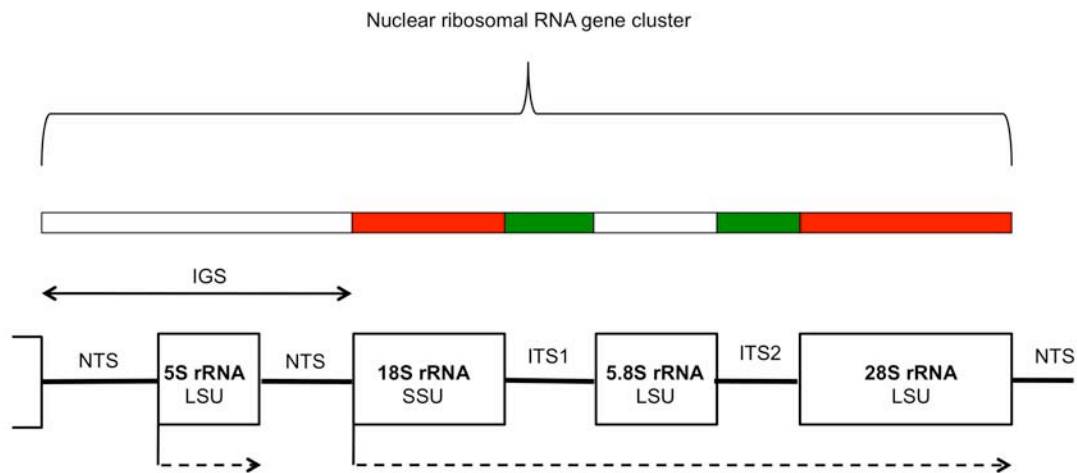 Nuclear ribosomal RNA gene cluster
IGS
NTS
5S rRNA
LSU
NTS
18S rRNA
SSU
ITS1
5.8S rRNA
LSU
ITS2
28S rRNA
LSU
NTS